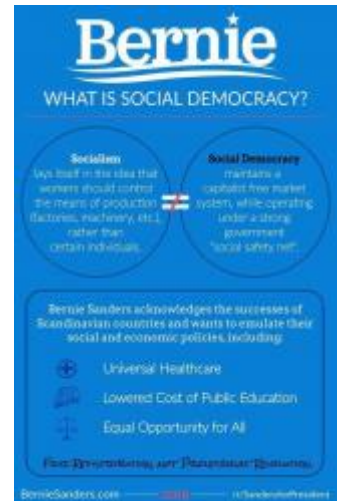 Bernie
WHAT IS SOCIAL DEMOCRACY?
Socialism
lays itself in the idea that
workers should control
the means of production
(factories, machinery, etc.),
rather than
certain individuals.
≠
Social Democracy
maintains a
capitalist free market
system, while operating
under a strong
government
"social safety net".
Bernie Sanders acknowledges the successes of
Scandinavian countries and wants to emulate their
social and economic policies, including:
Universal Healthcare
Lowered Cost of Public Education
Equal Opportunity for All
BernieSanders.com
r/SandersforPresident